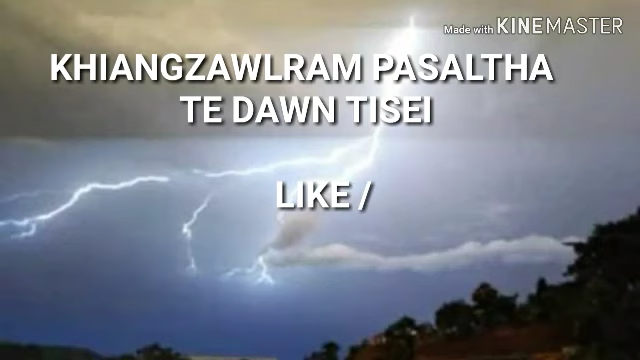 Made with KINEMASTER
KHIANGZAWLRAM PASALTHA
TE DAWN TISEI
LIKE /